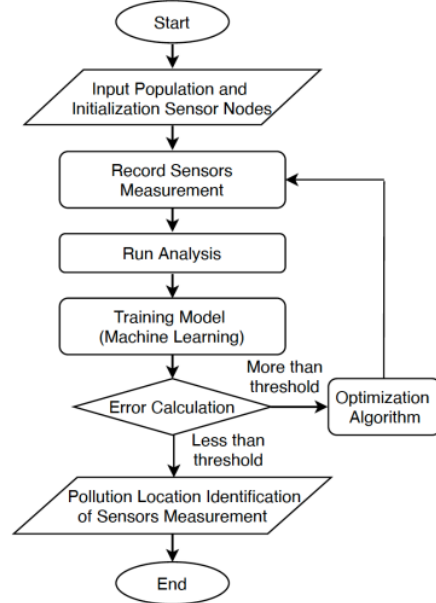 Start
Input Population and
Initialization Sensor Nodes
Record Sensors
Measurement
Run Analysis
Training Model
(Machine Learning)
More than
threshold
Error Calculation
Optimization
Algorithm
Less than
threshold
Pollution Location Identification
of Sensors Measurement
End